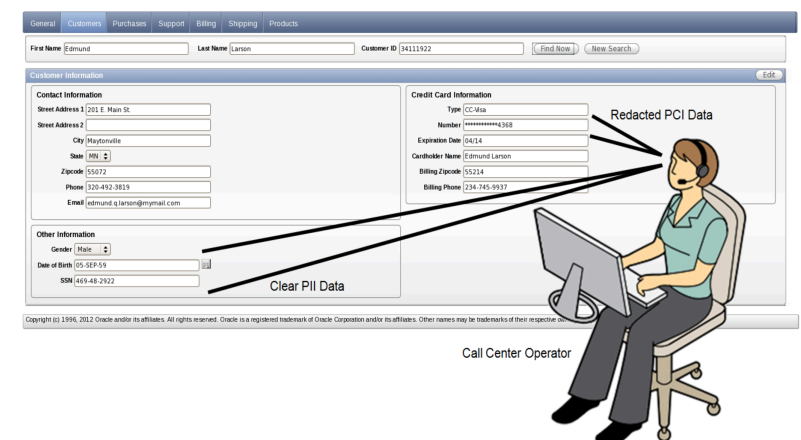 General Customers Purchases Support Billing Shipping Products
First Name Edmund Last Name Larson Customer ID 34111922 Find Now New Search
Customer Information Edit
Contact Information
Street Address 1 201 E. Main St.
Street Address 2
City Maytonville
State MN
Zipcode 55072
Phone 320-492-3819
Email edmund.q.larson@mymail.com
Credit Card Information
Type CC-Visa
Number ************4368
Expiration Date 04/14
Cardholder Name Edmund Larson
Billing Zipcode 55214
Billing Phone 234-745-9937
Redacted PCI Data
Other Information
Gender Male
Date of Birth 05-SEP-59
SSN 469-48-2922
Clear PII Data
Copyright (c) 1996, 2012 Oracle and/or its affiliates. All rights reserved. Oracle is a registered trademark of Oracle Corporation and/or its affiliates. Other names may be trademarks of their respective
Call Center Operator